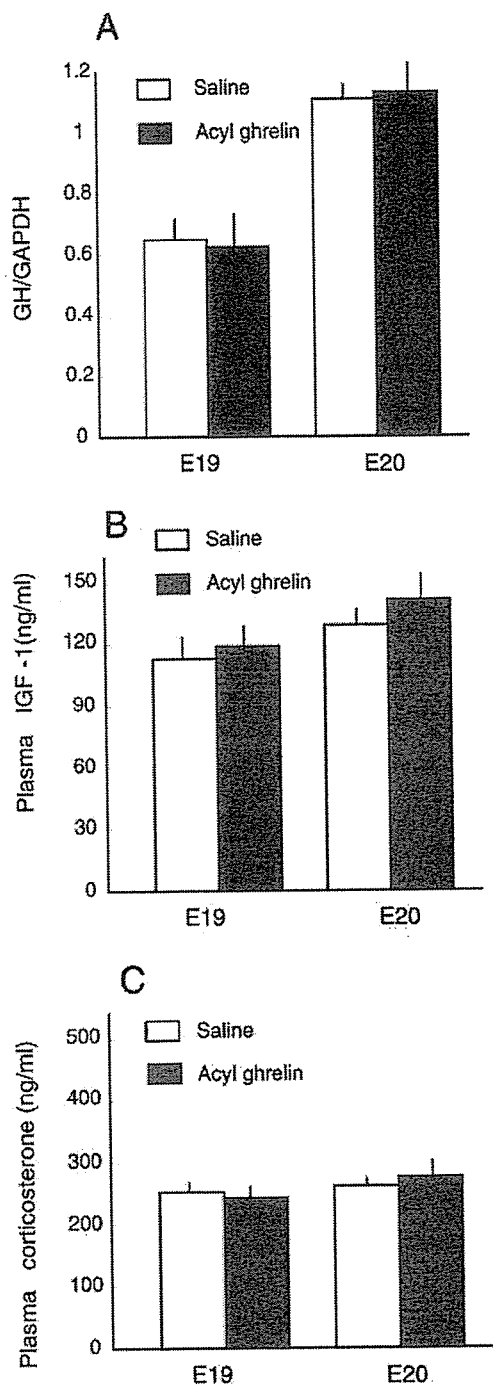 A
1.2
Saline
1
Acyl ghrelin
0.8
0.6
0.4
0.2
0
GH/GAPDH
E19 E20
B
Saline
150
Acyl ghrelin
120
90
60
30
0
Plasma IGF -1(ng/ml)
E19 E20
C
500
Saline
400
Acyl ghrelin
300
200
100
0
Plasma corticosterone (ng/ml)
E19 E20